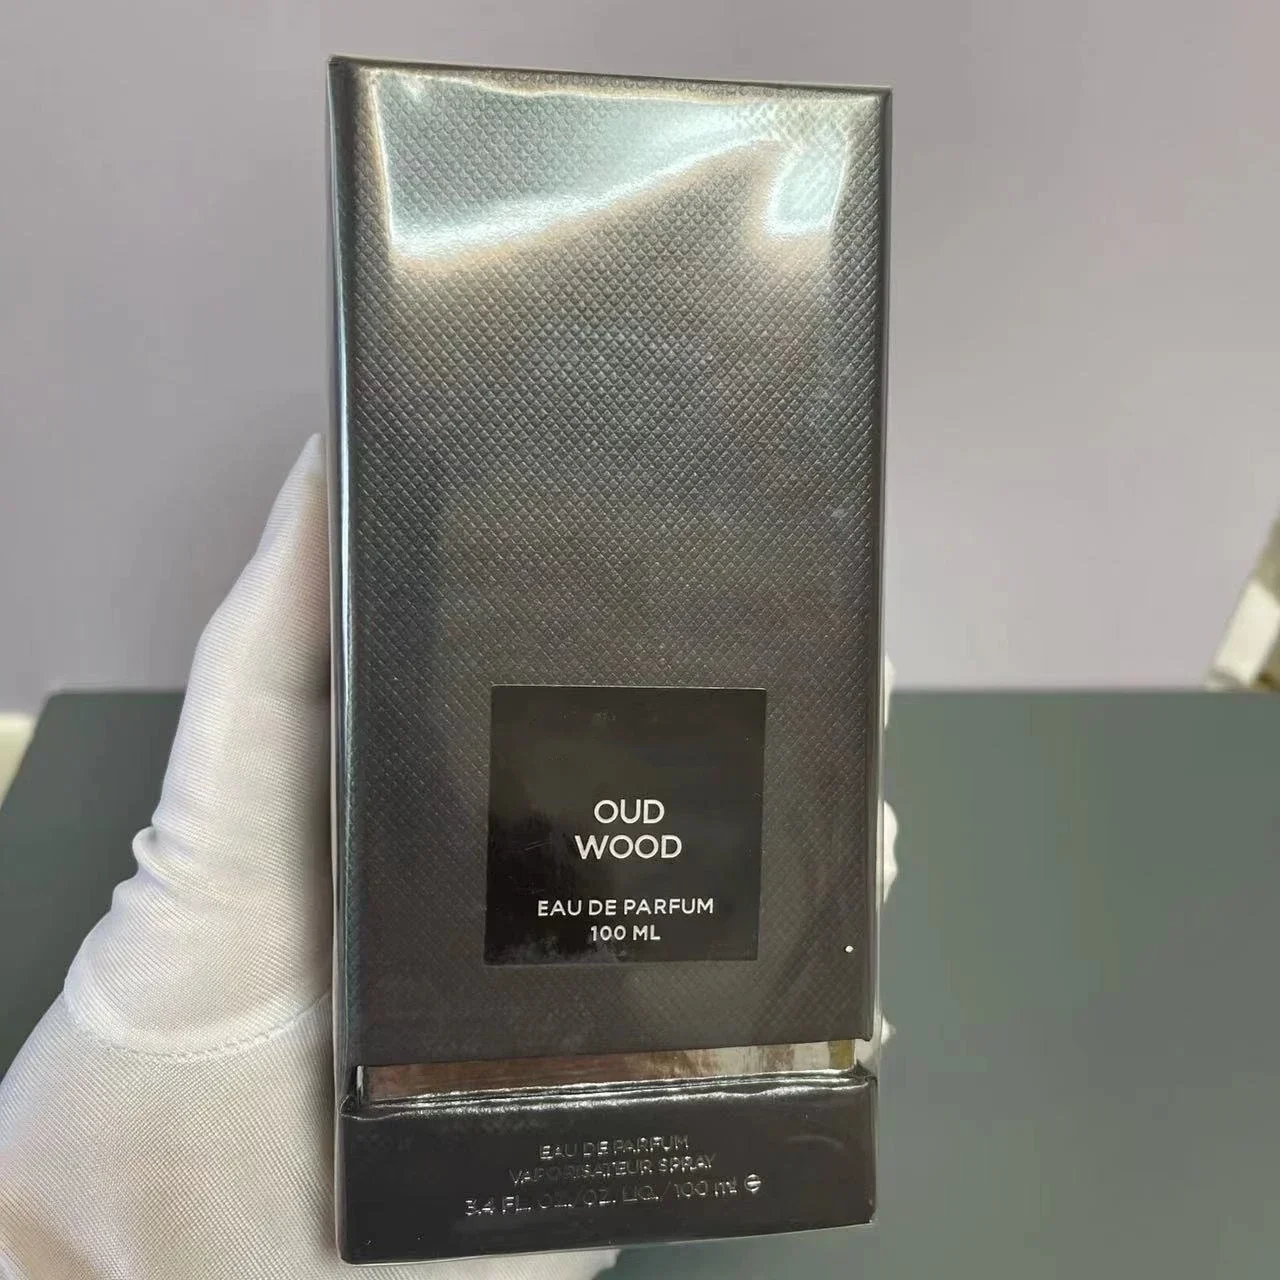 OUD
WOOD
EAU DE PARFUM
100 ML
EAU DE PARFUM
VAPORISATEUR SPRAY
3.4 FL. OZ./OZ. LIQ./100 ml ℮